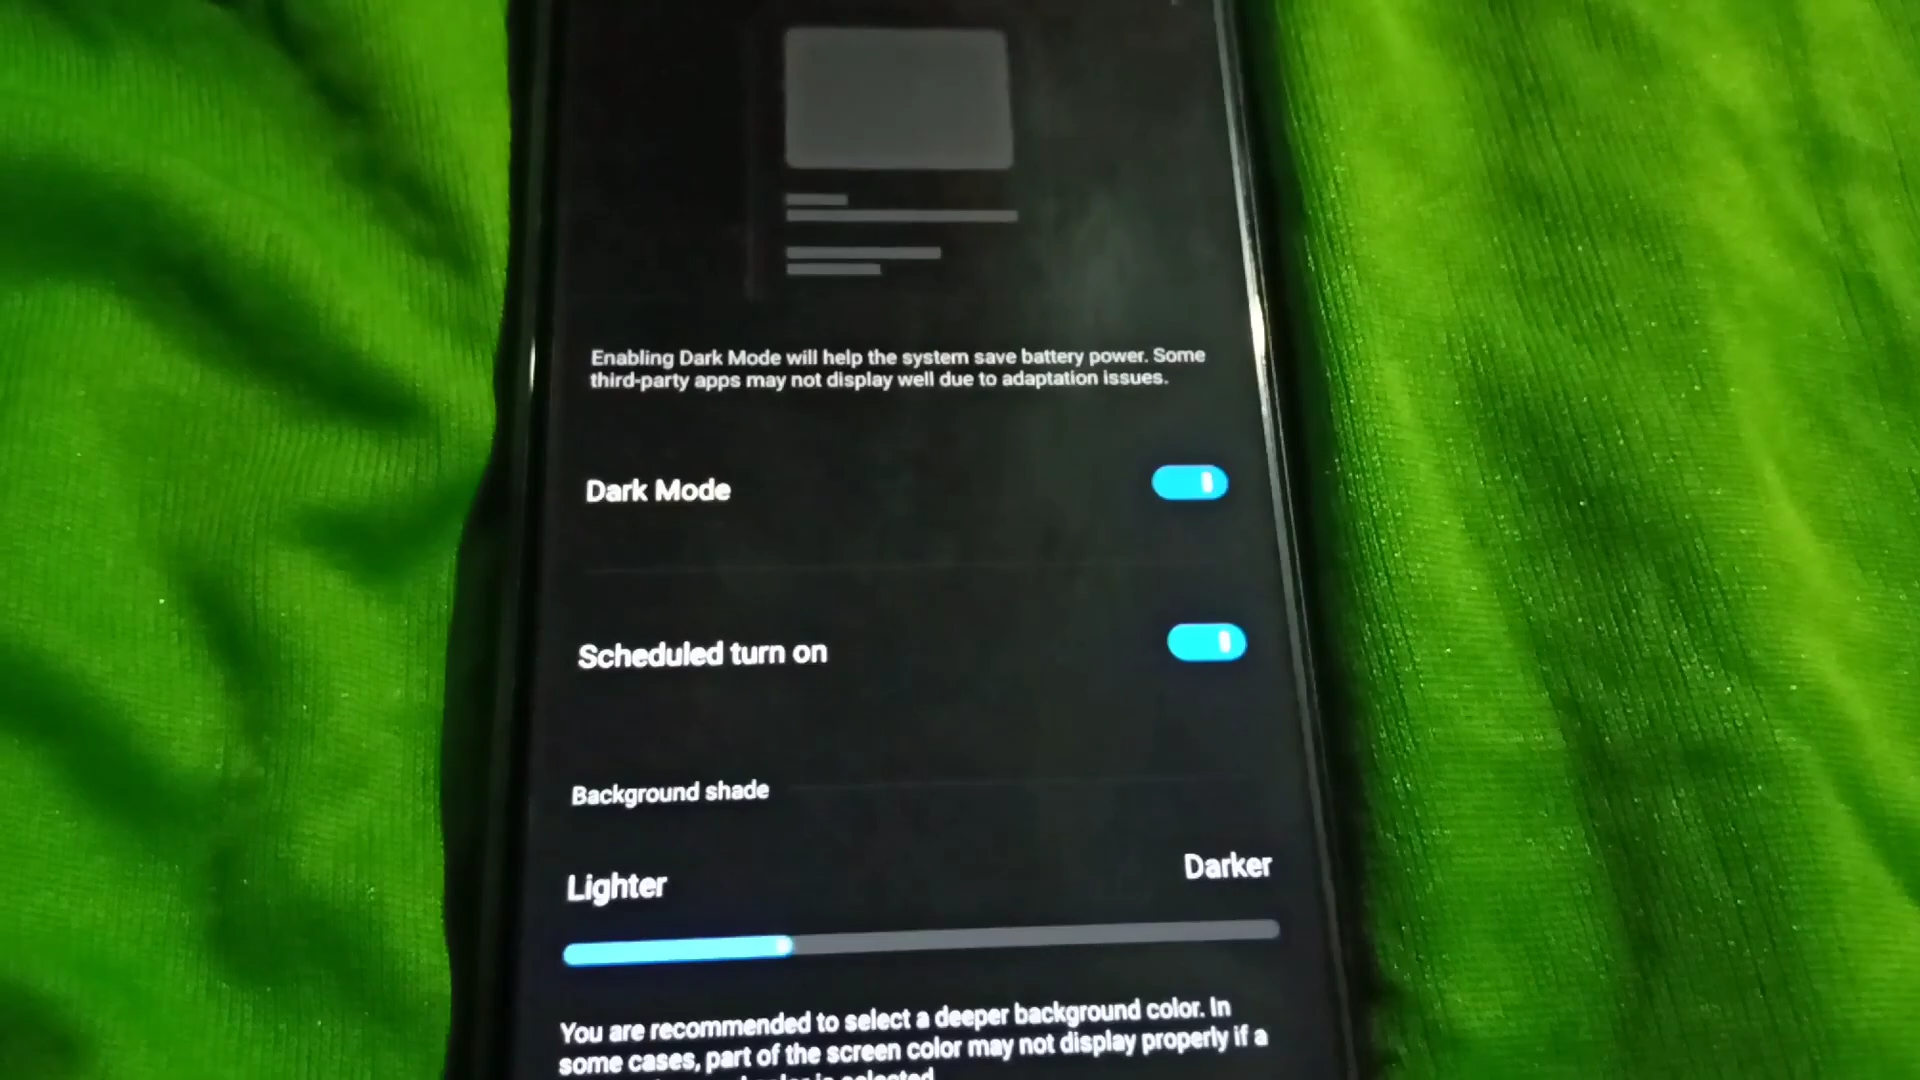 Enabling Dark Mode will help the system save battery power. Some
third-party apps may not display well due to adaptation issues.
Dark Mode
Scheduled turn on
Background shade
Lighter
Darker
You are recommended to select a deeper background color. In
some cases, part of the screen color may not display properly if a
is selected.